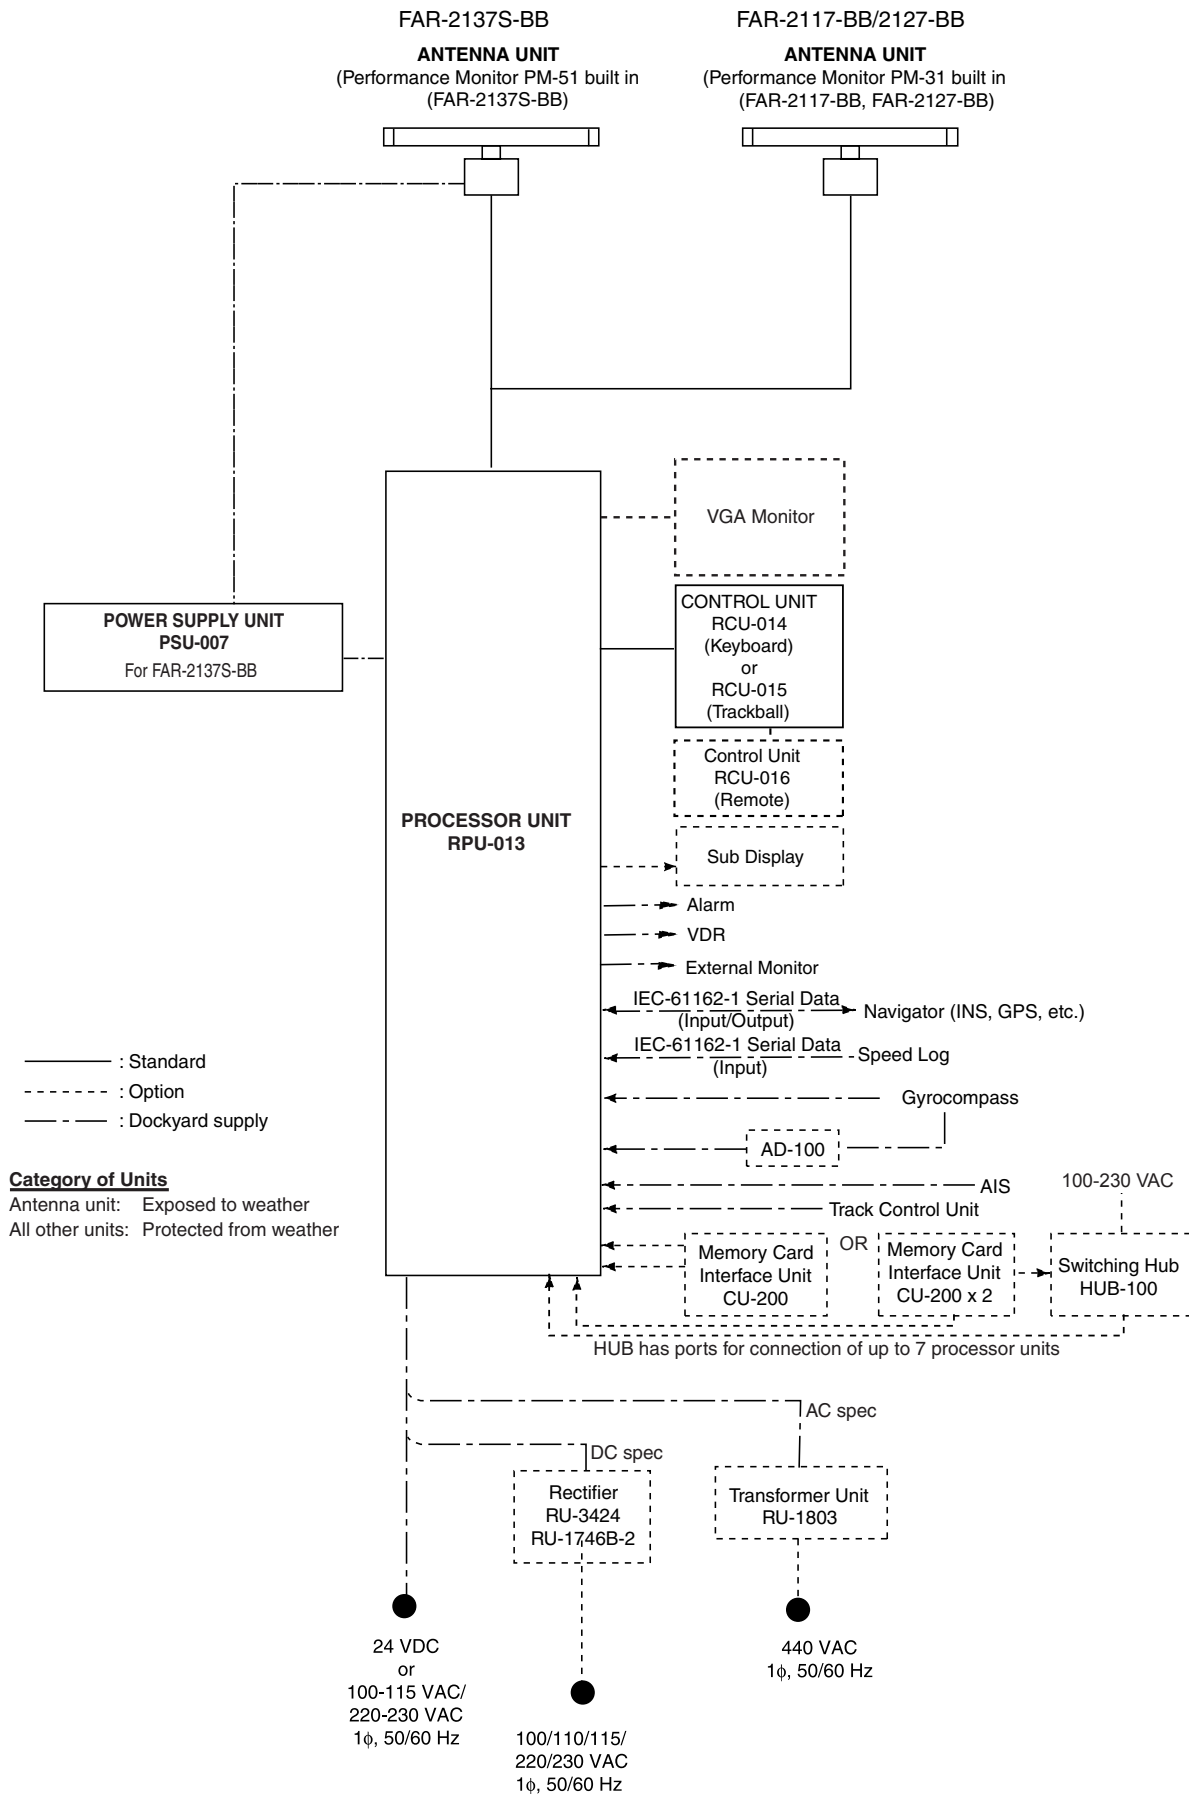 FAR-2137S-BB
FAR-2117-BB/2127-BB
ANTENNA UNIT
(Performance Monitor PM-51 built in
(FAR-2137S-BB)
ANTENNA UNIT
(Performance Monitor PM-31 built in
(FAR-2117-BB, FAR-2127-BB)
VGA Monitor
CONTROL UNIT
RCU-014
(Keyboard)
or
RCU-015
(Trackball)
POWER SUPPLY UNIT
PSU-007
For FAR-2137S-BB
Control Unit
RCU-016
(Remote)
PROCESSOR UNIT
RPU-013
Sub Display
Alarm
VDR
External Monitor
IEC-61162-1 Serial Data
(Input/Output)
Navigator (INS, GPS, etc.)
IEC-61162-1 Serial Data
(Input)
Speed Log
: Standard
: Option
: Dockyard supply
Gyrocompass
AD-100
Category of Units
Antenna unit: Exposed to weather
All other units: Protected from weather
AIS
100-230 VAC
Track Control Unit
Memory Card
Interface Unit
CU-200
OR
Memory Card
Interface Unit
CU-200 x 2
Switching Hub
HUB-100
HUB has ports for connection of up to 7 processor units
AC spec
DC spec
Rectifier
RU-3424
RU-1746B-2
Transformer Unit
RU-1803
24 VDC
or
100-115 VAC/
220-230 VAC
1ϕ, 50/60 Hz
440 VAC
1ϕ, 50/60 Hz
100/110/115/
220/230 VAC
1ϕ, 50/60 Hz